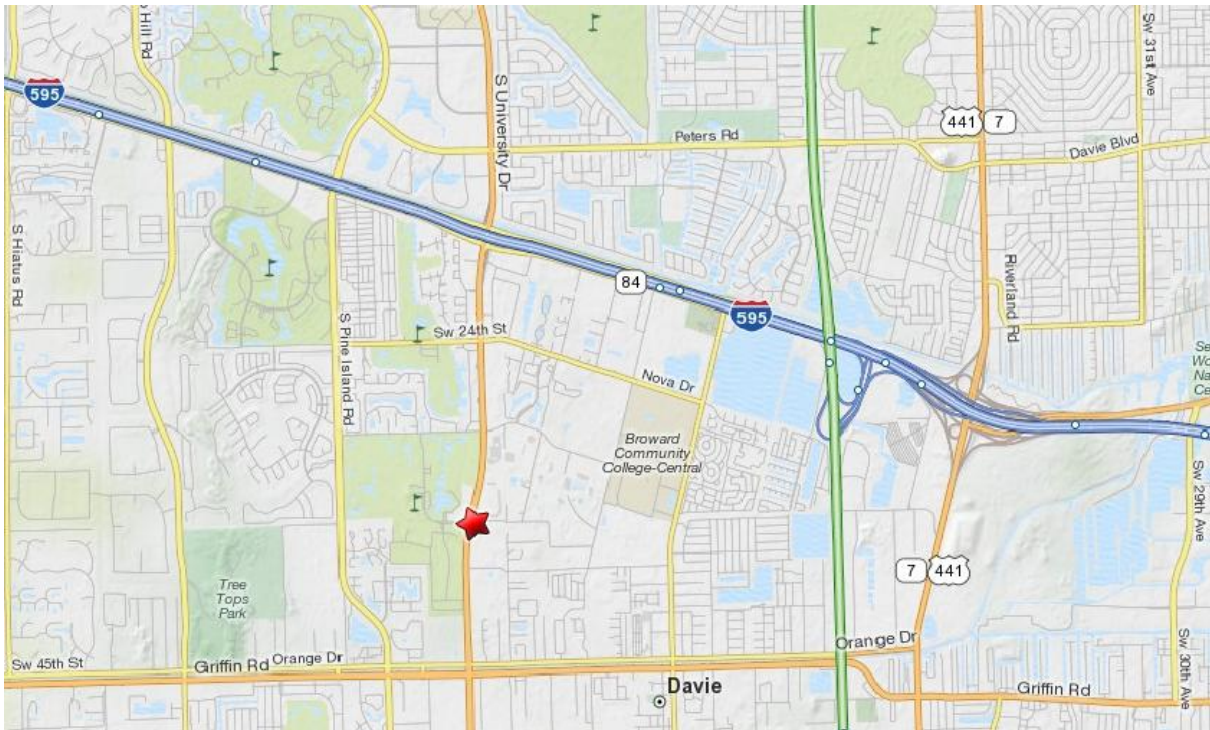 Hill Rd
S University Dr
Sw 31st Ave
595
441
7
Peters Rd
Davie Blvd
S Hiatus Rd
Riverland Rd
84
595
S Pine Island Rd
Sw 24th St
Nova Dr
Broward
Community
College-Central
Sw 29th Ave
7
441
Tree
Tops
Park
Orange Dr
Sw 45th St
Griffin Rd
Orange Dr
Sw 30th Ave
Davie
Griffin Rd